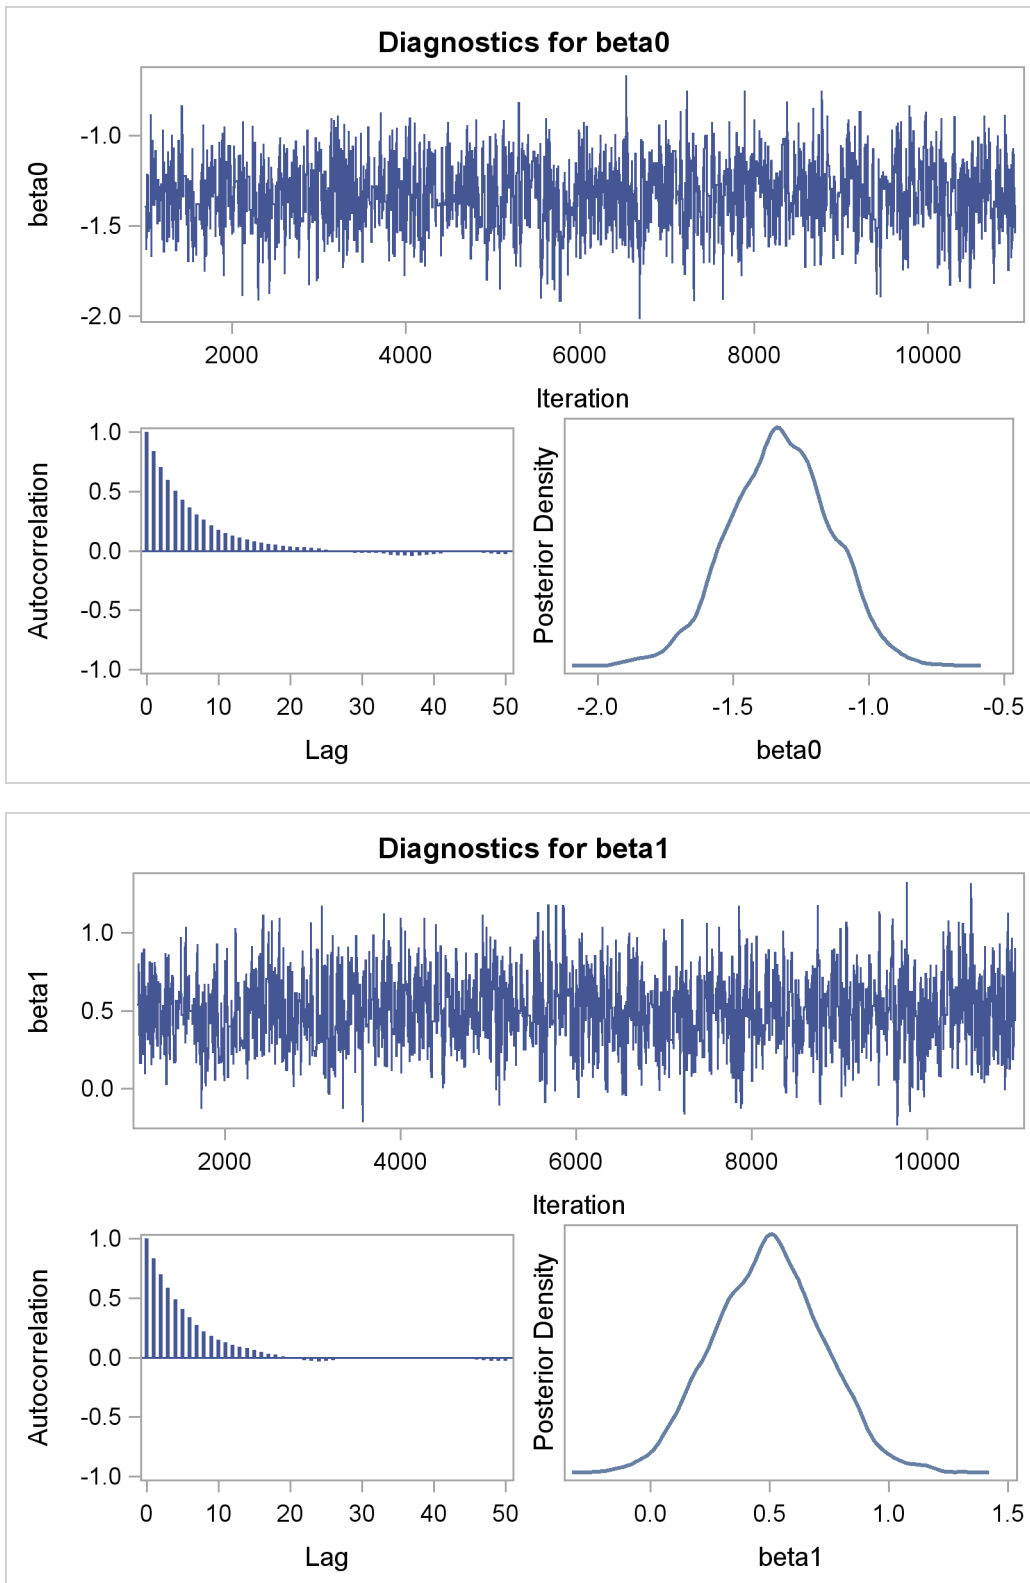 Diagnostics for beta0
beta0
-1.0
-1.5
-2.0
2000 4000 6000 8000 10000
Iteration
Autocorrelation
1.0
0.5
0.0
-0.5
-1.0
0 10 20 30 40 50
Lag
Posterior Density
-2.0 -1.5 -1.0 -0.5
beta0
Diagnostics for beta1
beta1
1.0
0.5
0.0
2000 4000 6000 8000 10000
Iteration
Autocorrelation
1.0
0.5
0.0
-0.5
-1.0
0 10 20 30 40 50
Lag
Posterior Density
0.0 0.5 1.0 1.5
beta1